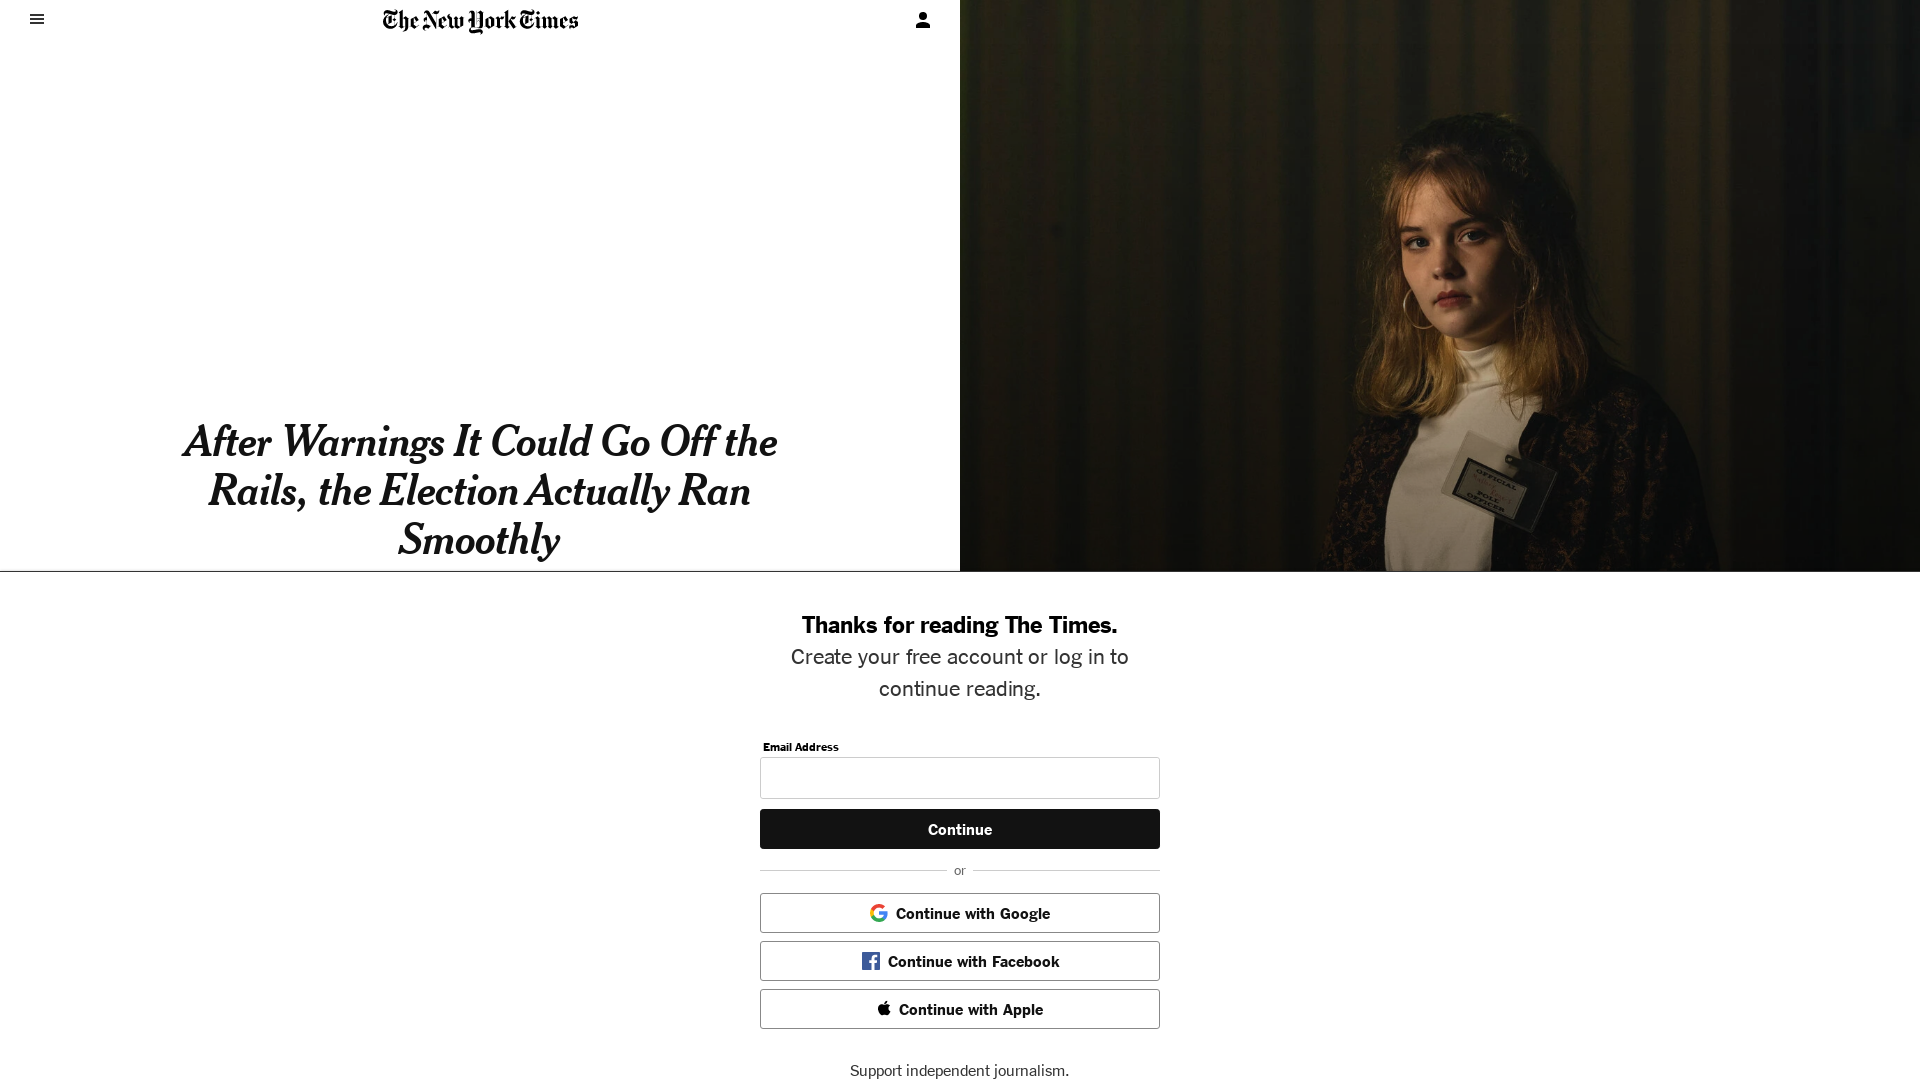 The New York Times
After Warnings It Could Go Off the
Rails, the Election Actually Ran
Smoothly
OFFICIAL
POLL
OFFICER
Thanks for reading The Times.
Create your free account or log in to
continue reading.
Email Address
Continue
or
Continue with Google
Continue with Facebook
Continue with Apple
Support independent journalism.